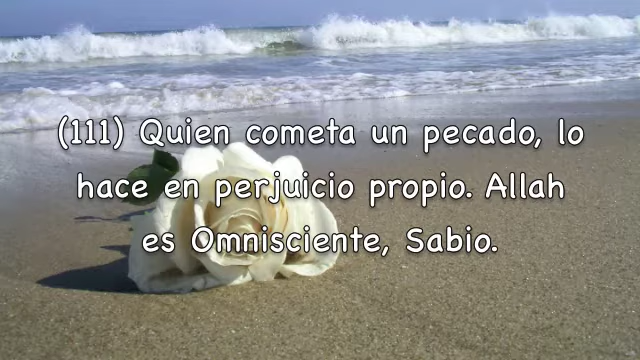 (111) Quien cometa un pecado, lo
hace en perjuicio propio. Allah
es Omnisciente, Sabio.